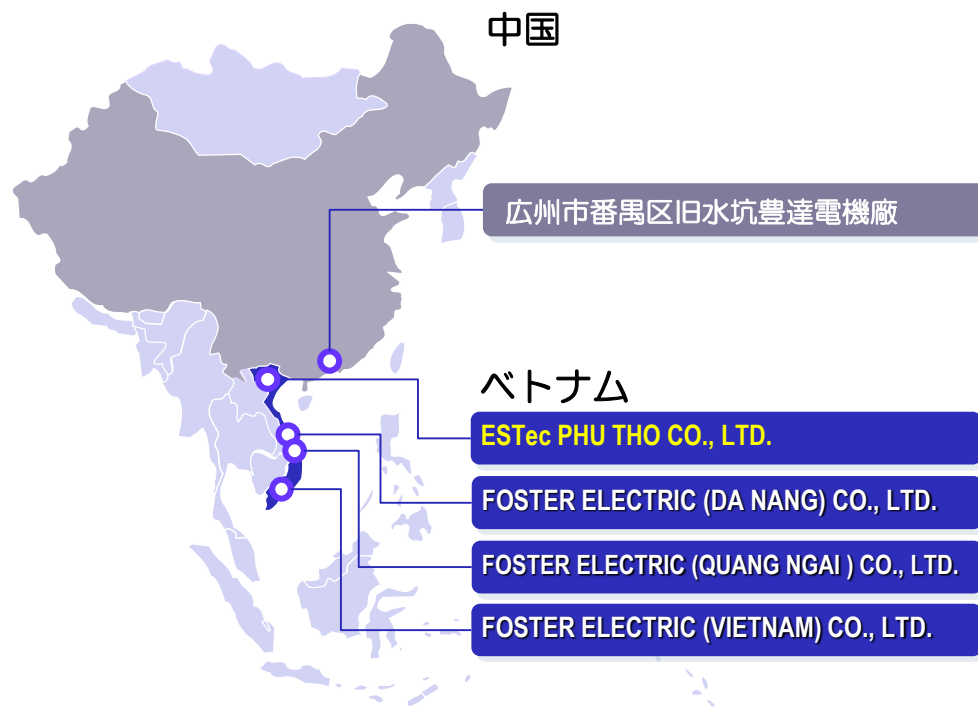 中国
広州市番禺区旧水坑豊達電機廠
ベトナム
ESTec PHU THO CO., LTD.
FOSTER ELECTRIC (DA NANG) CO., LTD.
FOSTER ELECTRIC (QUANG NGAI ) CO., LTD.
FOSTER ELECTRIC (VIETNAM) CO., LTD.